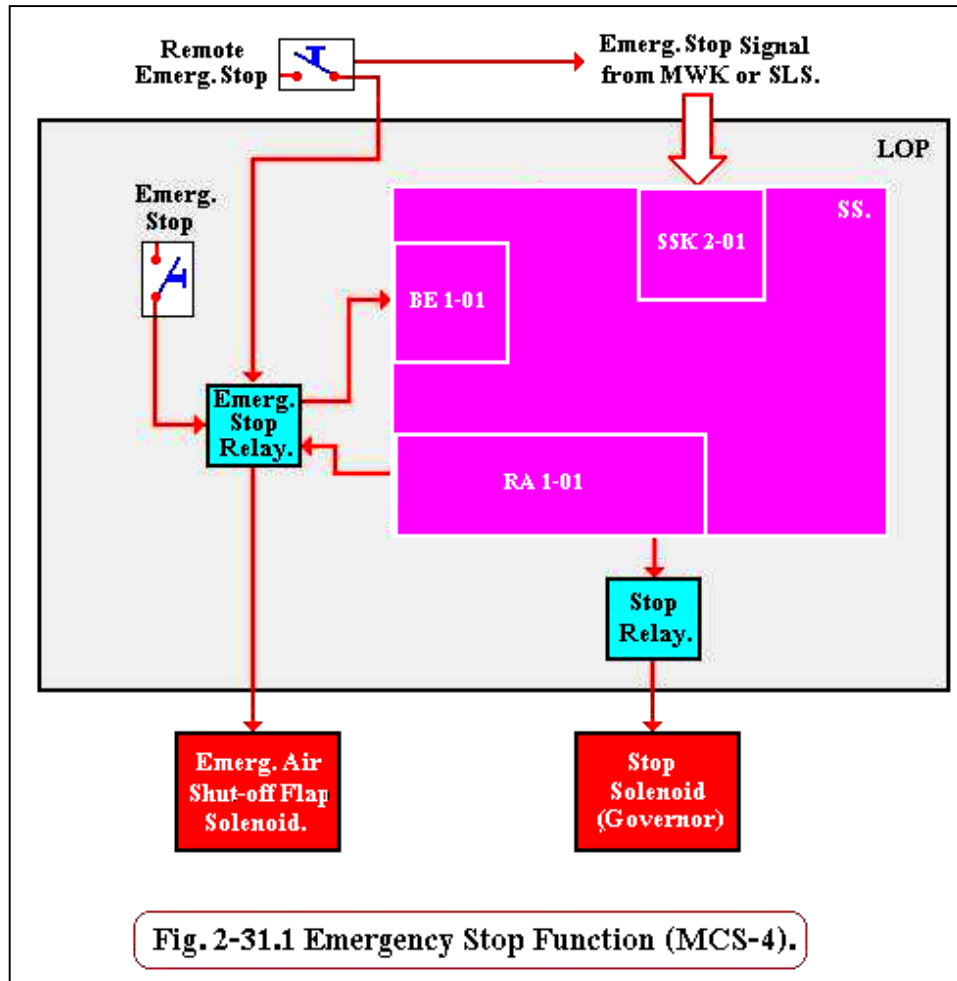 Remote
Emerg. Stop
Emerg. Stop Signal
from MWK or SLS.
LOP
Emerg.
Stop
SS.
SSK 2-01
BE 1-01
Emerg.
Stop
Relay.
RA 1-01
Stop
Relay.
Emerg. Air
Shut-off Flap
Solenoid.
Stop
Solenoid
(Governor)
Fig. 2-31.1 Emergency Stop Function (MCS-4).